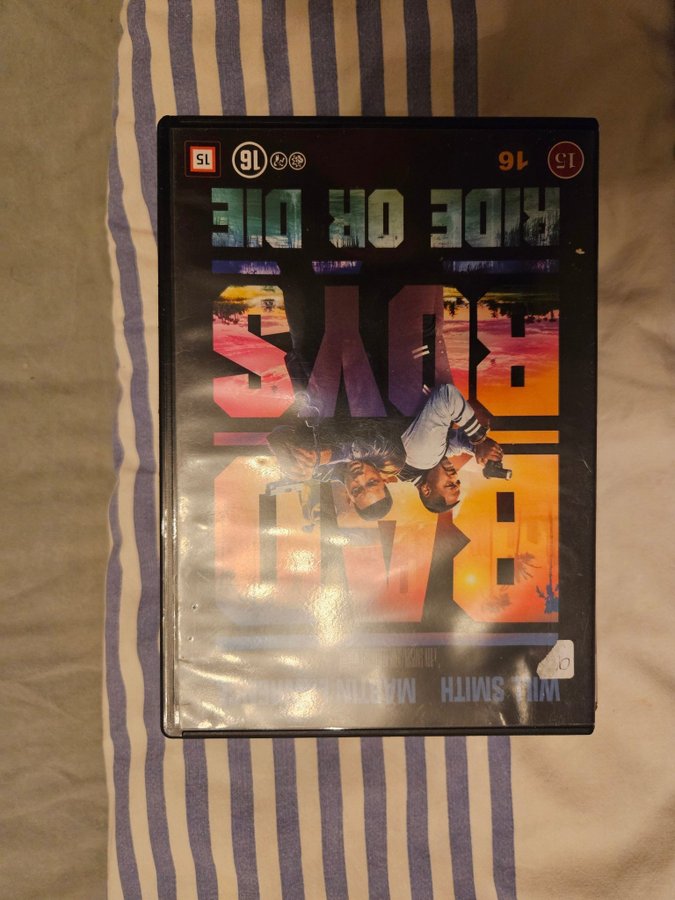 WILL SMITH MARTIN LAWRENCE
BAD
BOYS
RIDE OR DIE
15 16 16 15